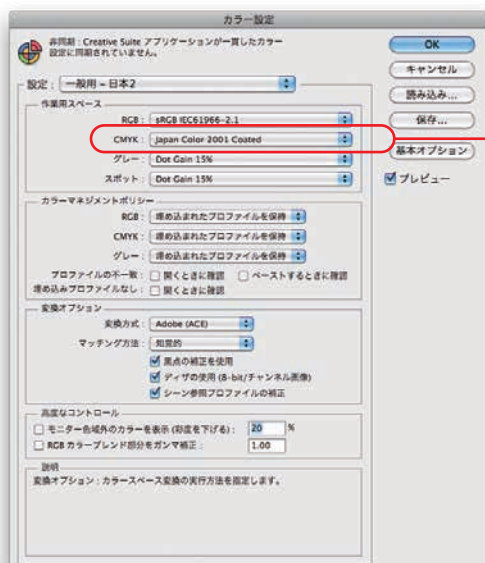 カラー設定
非同期 : Creative Suite アプリケーションが一貫したカラー
設定に同期されていません。
OK
キャンセル
読み込み...
保存...
基本オプション
プレビュー
設定 : 一般用 - 日本2
作業用スペース
RGB : sRGB IEC61966-2.1
CMYK : Japan Color 2001 Coated
グレー : Dot Gain 15%
スポット : Dot Gain 15%
カラーマネジメントポリシー
RGB : 埋め込まれたプロファイルを保持
CMYK : 埋め込まれたプロファイルを保持
グレー : 埋め込まれたプロファイルを保持
プロファイルの不一致 : 開くときに確認 ペーストするときに確認
埋め込みプロファイルなし : 開くときに確認
変換オプション
変換方式 : Adobe (ACE)
マッチング方法 : 知覚的
黒点の補正を使用
ディザの使用 (8-bit/チャンネル画像)
シーン参照プロファイルの補正
高度なコントロール
モニター色域外のカラーを表示 (彩度を下げる) : 20 %
RGB カラーブレンド部分をガンマ補正 : 1.00
説明
変換オプション : カラースペース変換の実行方法を指定します。